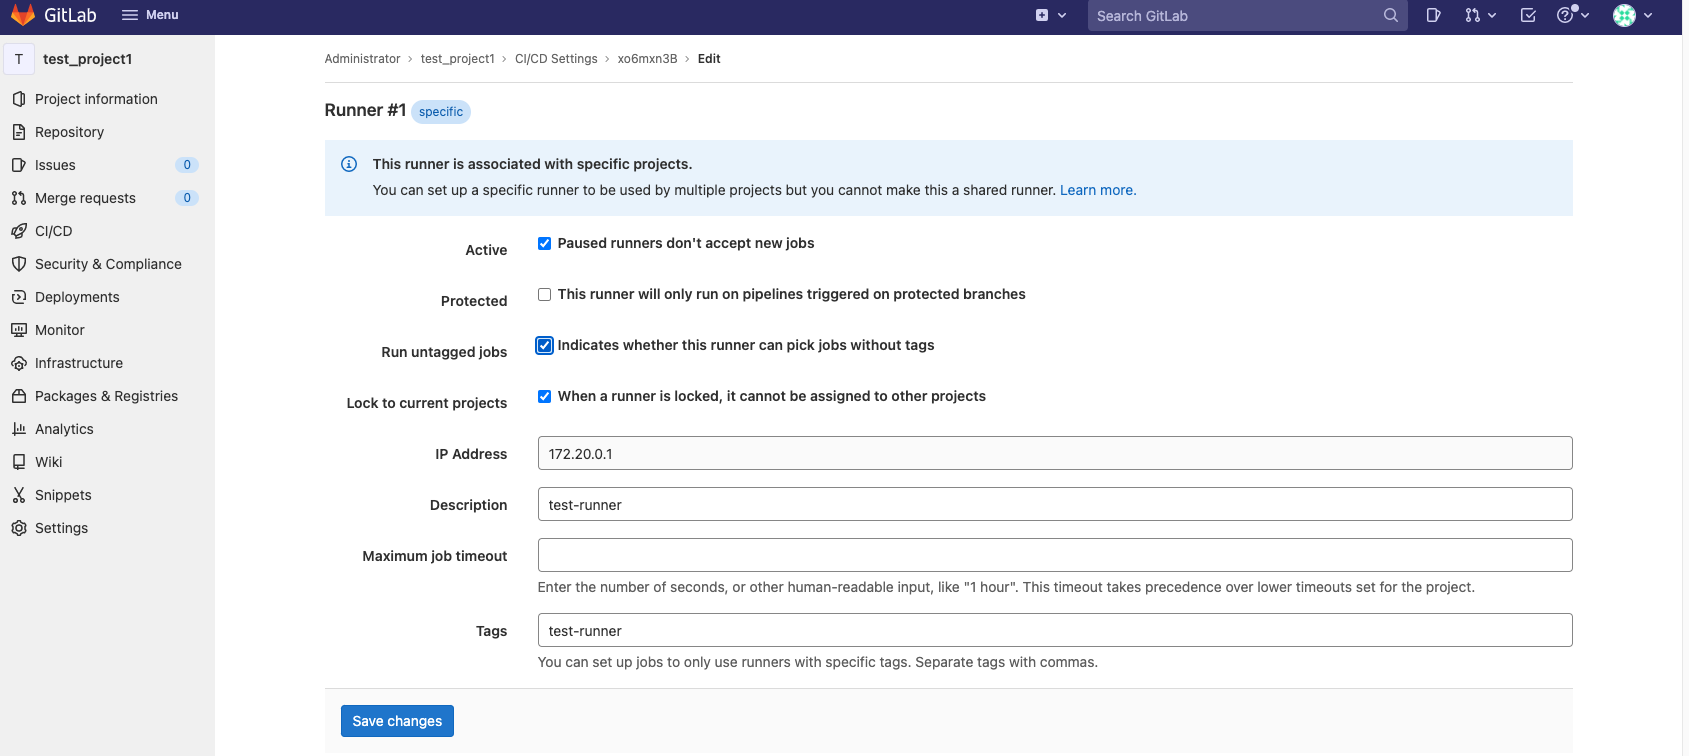 GitLab Menu Search GitLab
T test_project1
Project information
Repository
Issues 0
Merge requests 0
CI/CD
Security & Compliance
Deployments
Monitor
Infrastructure
Packages & Registries
Analytics
Wiki
Snippets
Settings
Administrator › test_project1 › CI/CD Settings › xo6mxn3B › Edit
Runner #1 specific
This runner is associated with specific projects.
You can set up a specific runner to be used by multiple projects but you cannot make this a shared runner. Learn more.
Active Paused runners don't accept new jobs
Protected This runner will only run on pipelines triggered on protected branches
Run untagged jobs Indicates whether this runner can pick jobs without tags
Lock to current projects When a runner is locked, it cannot be assigned to other projects
IP Address 172.20.0.1
Description test-runner
Maximum job timeout
Enter the number of seconds, or other human-readable input, like "1 hour". This timeout takes precedence over lower timeouts set for the project.
Tags test-runner
You can set up jobs to only use runners with specific tags. Separate tags with commas.
Save changes